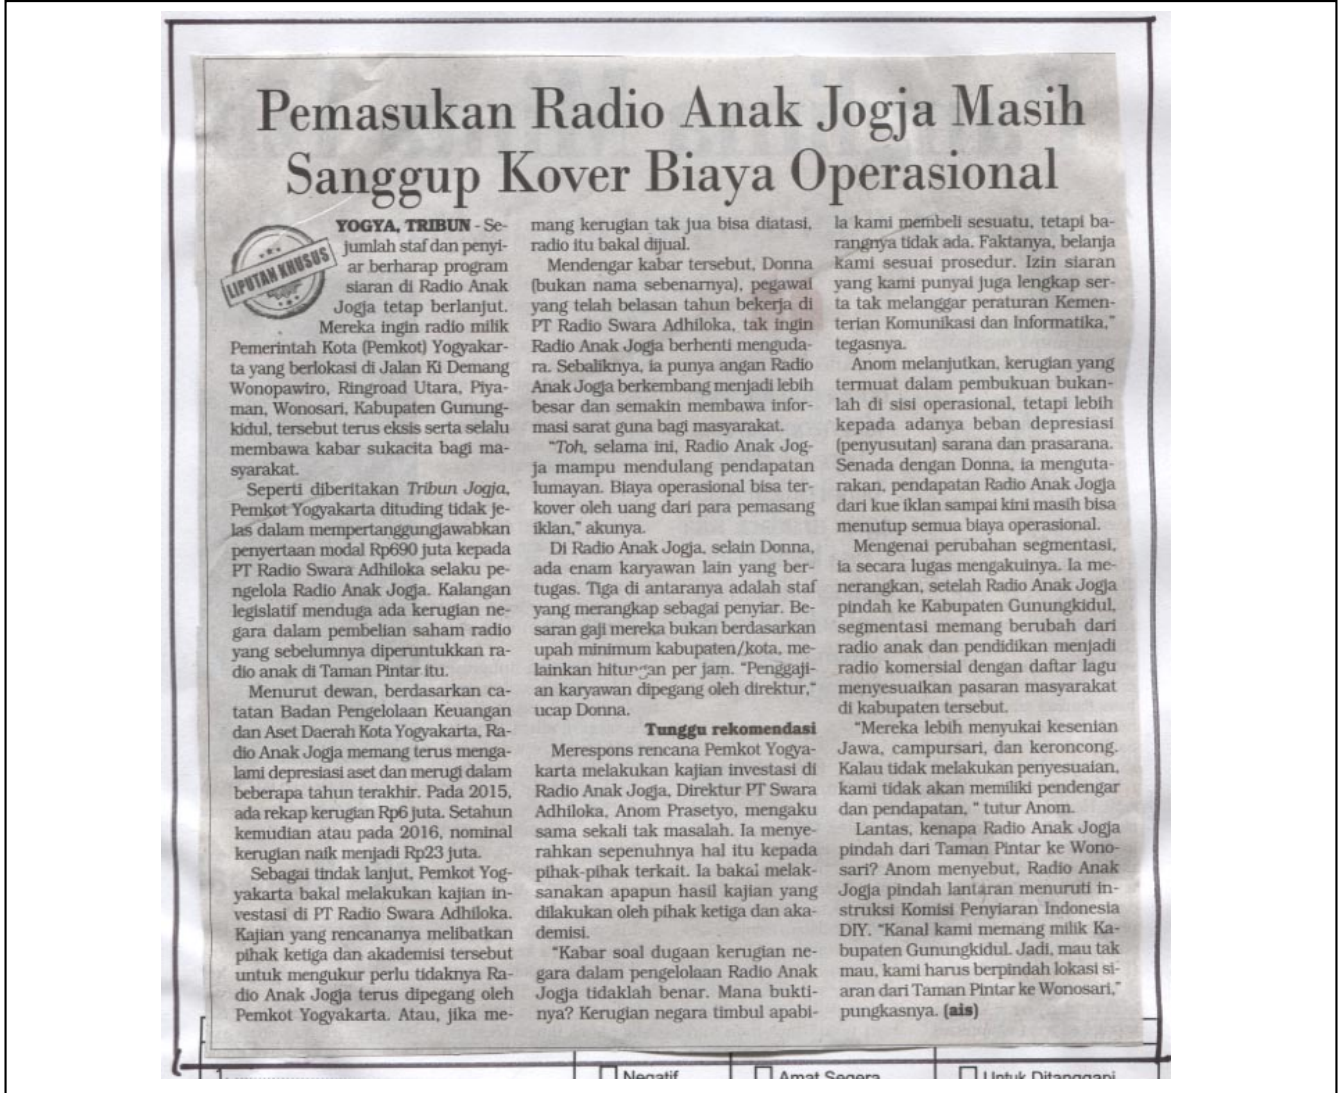 Pemasukan Radio Anak Jogja Masih
Sanggup Kover Biaya Operasional
LIPUTAN KHUSUS
YOGYA, TRIBUN - Se-
jumlah staf dan penyi-
ar berharap program
siaran di Radio Anak
Jogja tetap berlanjut.
Mereka ingin radio milik
Pemerintah Kota (Pemkot) Yogyakar-
ta yang berlokasi di Jalan Ki Demang
Wonopawiro, Ringroad Utara, Piya-
man, Wonosari, Kabupaten Gunung-
kidul, tersebut terus eksis serta selalu
membawa kabar sukacita bagi ma-
syarakat.
Seperti diberitakan Tribun Jogja,
Pemkot Yogyakarta dituding tidak je-
las dalam mempertanggungjawabkan
penyertaan modal Rp690 juta kepada
PT Radio Swara Adhiloka selaku pe-
ngelola Radio Anak Jogja. Kalangan
legislatif menduga ada kerugian ne-
gara dalam pembelian saham radio
yang sebelumnya diperuntukkan ra-
dio anak di Taman Pintar itu.
Menurut dewan, berdasarkan ca-
tatan Badan Pengelolaan Keuangan
dan Aset Daerah Kota Yogyakarta, Ra-
dio Anak Jogja memang terus menga-
lami depresiasi aset dan merugi dalam
beberapa tahun terakhir. Pada 2015,
ada rekap kerugian Rp6 juta. Setahun
kemudian atau pada 2016, nominal
kerugian naik menjadi Rp23 juta.
Sebagai tindak lanjut, Pemkot Yog-
yakarta bakal melakukan kajian in-
vestasi di PT Radio Swara Adhiloka.
Kajian yang rencananya melibatkan
pihak ketiga dan akademisi tersebut
untuk mengukur perlu tidaknya Ra-
dio Anak Jogja terus dipegang oleh
Pemkot Yogyakarta. Atau, jika me-
mang kerugian tak jua bisa diatasi,
radio itu bakal dijual.
Mendengar kabar tersebut, Donna
(bukan nama sebenarnya), pegawai
yang telah belasan tahun bekerja di
PT Radio Swara Adhiloka, tak ingin
Radio Anak Jogja berhenti menguda-
ra. Sebaliknya, ia punya angan Radio
Anak Jogja berkembang menjadi lebih
besar dan semakin membawa infor-
masi sarat guna bagi masyarakat.
"Toh, selama ini, Radio Anak Jog-
ja mampu mendulang pendapatan
lumayan. Biaya operasional bisa ter-
kover oleh uang dari para pemasang
iklan," akunya.
Di Radio Anak Jogja, selain Donna,
ada enam karyawan lain yang ber-
tugas. Tiga di antaranya adalah staf
yang merangkap sebagai penyiar. Be-
saran gaji mereka bukan berdasarkan
upah minimum kabupaten/kota, me-
lainkan hitungan per jam. "Penggaji-
an karyawan dipegang oleh direktur,"
ucap Donna.
Tunggu rekomendasi
Merespons rencana Pemkot Yogya-
karta melakukan kajian investasi di
Radio Anak Jogja, Direktur PT Swara
Adhiloka, Anom Prasetyo, mengaku
sama sekali tak masalah. Ia menye-
rahkan sepenuhnya hal itu kepada
pihak-pihak terkait. Ia bakal melak-
sanakan apapun hasil kajian yang
dilakukan oleh pihak ketiga dan aka-
demisi.
"Kabar soal dugaan kerugian ne-
gara dalam pengelolaan Radio Anak
Jogja tidaklah benar. Mana bukti-
nya? Kerugian negara timbul apabi-
la kami membeli sesuatu, tetapi ba-
rangnya tidak ada. Faktanya, belanja
kami sesuai prosedur. Izin siaran
yang kami punyai juga lengkap ser-
ta tak melanggar peraturan Kemen-
terian Komunikasi dan Informatika,"
tegasnya.
Anom melanjutkan, kerugian yang
termuat dalam pembukuan bukan-
lah di sisi operasional, tetapi lebih
kepada adanya beban depresiasi
(penyusutan) sarana dan prasarana.
Senada dengan Donna, ia menguta-
rakan, pendapatan Radio Anak Jogja
dari kue iklan sampai kini masih bisa
menutup semua biaya operasional.
Mengenai perubahan segmentasi,
ia secara lugas mengakuinya. Ia me-
nerangkan, setelah Radio Anak Jogja
pindah ke Kabupaten Gunungkidul,
segmentasi memang berubah dari
radio anak dan pendidikan menjadi
radio komersial dengan daftar lagu
menyesuaikan pasaran masyarakat
di kabupaten tersebut.
"Mereka lebih menyukai kesenian
Jawa, campursari, dan keroncong.
Kalau tidak melakukan penyesuaian,
kami tidak akan memiliki pendengar
dan pendapatan, " tutur Anom.
Lantas, kenapa Radio Anak Jogja
pindah dari Taman Pintar ke Wono-
sari? Anom menyebut, Radio Anak
Jogja pindah lantaran menuruti in-
struksi Komisi Penyiaran Indonesia
DIY. "Kanal kami memang milik Ka-
bupaten Gunungkidul. Jadi, mau tak
mau, kami harus berpindah lokasi si-
aran dari Taman Pintar ke Wonosari,"
pungkasnya. (ais)
Negatif
Amat Segera
Untuk Ditanggapi